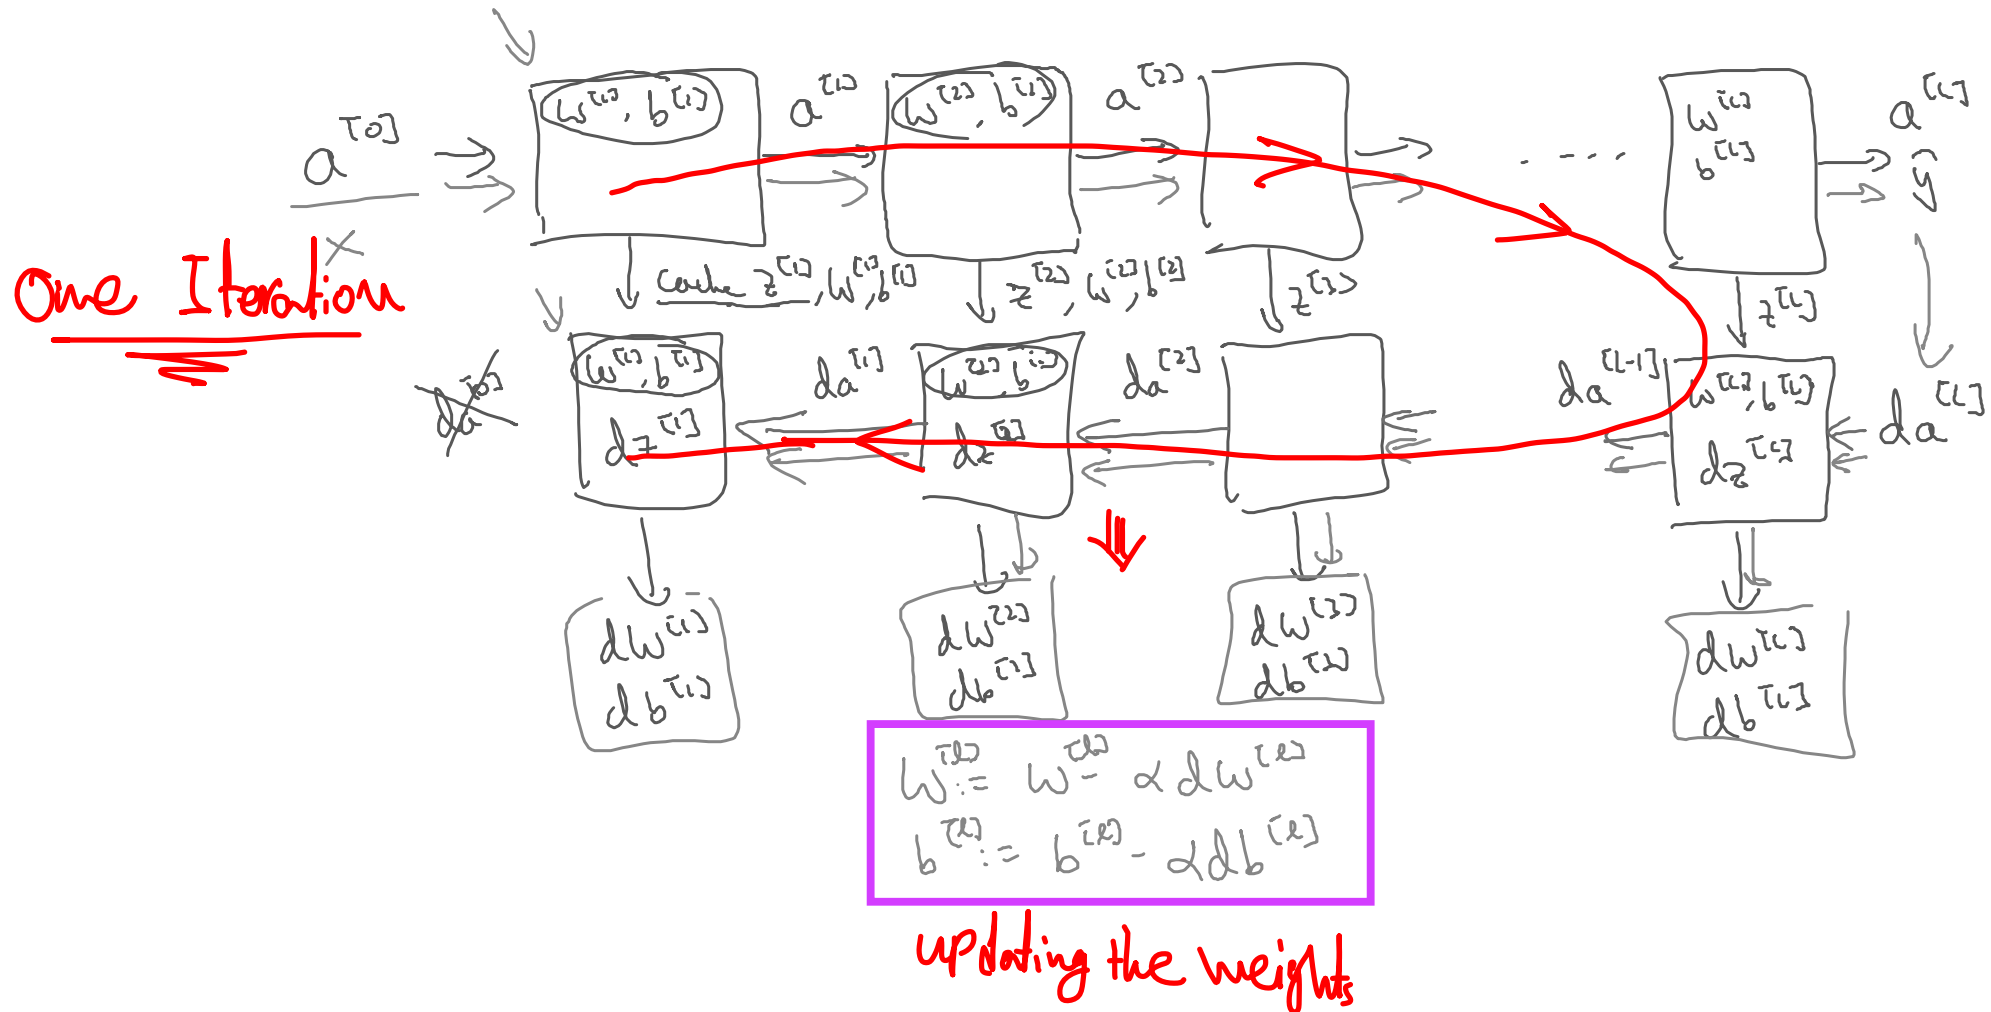 a^[0]
x
w^[1], b^[1]
a^[1]
w^[2], b^[2]
a^[2]
. - - . .
w^[L]
b^[L]
a^[L]
ŷ
One Iteration
cache z^[1], w^[1], b^[1]
z^[2], w^[2], b^[2]
z^[3]
z^[L]
da^[0]
w^[1], b^[1]
dz^[1]
da^[1]
w^[2], b^[2]
dz^[2]
da^[2]
da^[L-1]
w^[L], b^[L]
dz^[L]
da^[L]
dw^[1]
db^[1]
dw^[2]
db^[2]
dw^[3]
db^[3]
dw^[L]
db^[L]
W^[l] := w^[l] - α dw^[l]
b^[l] := b^[l] - α db^[l]
updating the weights